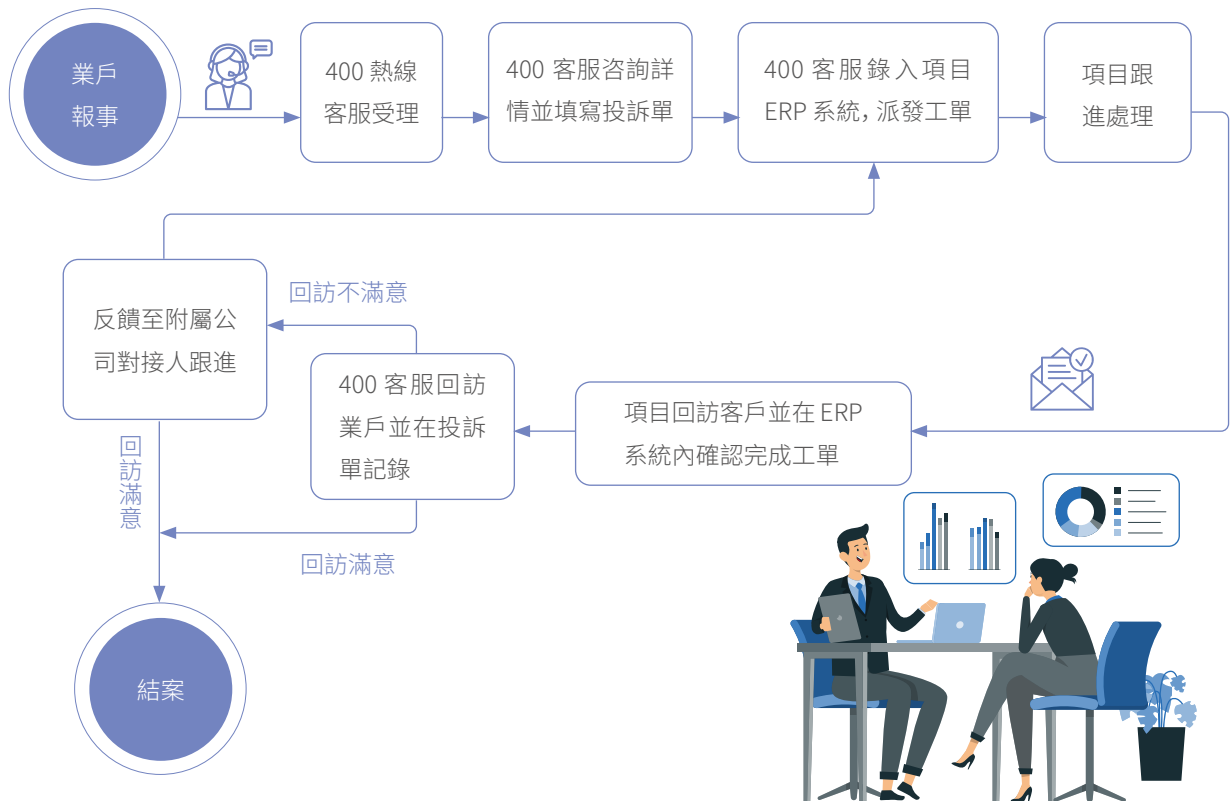 業戶
報事
400 熱線
客服受理
400 客服咨詢詳
情並填寫投訴單
400 客服錄入項目
ERP 系統，派發工單
項目跟
進處理
反饋至附屬公
司對接人跟進
回訪不滿意
400 客服回訪
業戶並在投訴
單記錄
項目回訪客戶並在 ERP
系統內確認完成工單
回訪滿意
回訪滿意
結案